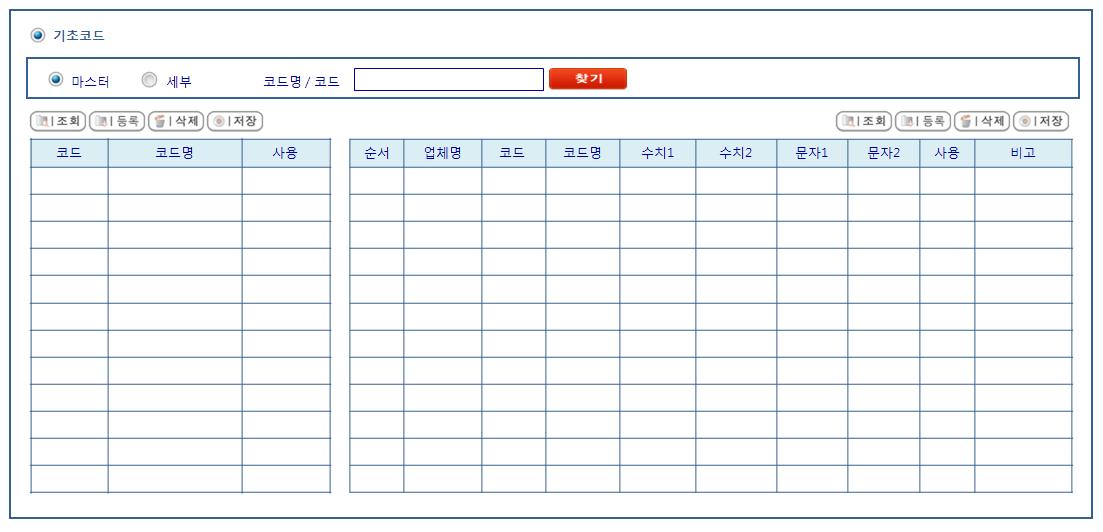 기초코드
마스터 세부 코드명 / 코드 찾기
조회 등록 삭제 저장 조회 등록 삭제 저장
코드 코드명 사용 순서 업체명 코드 코드명 수치1 수치2 문자1 문자2 사용 비고